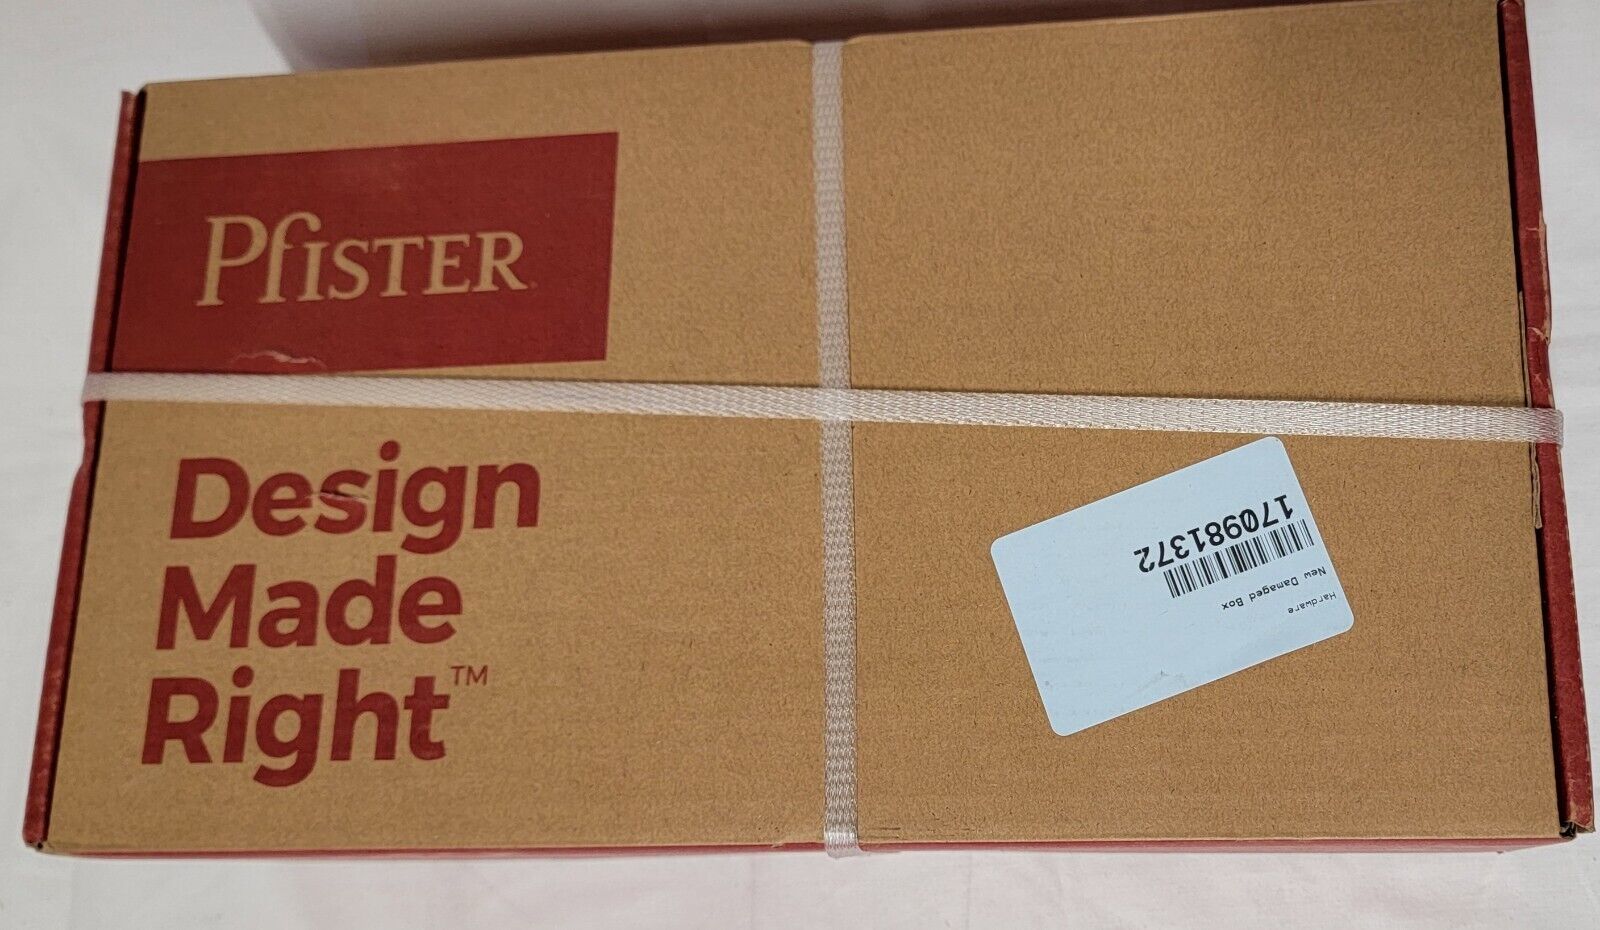 PfISTER
Design
Made
Right™
Hardware
New Damaged Box
170981372